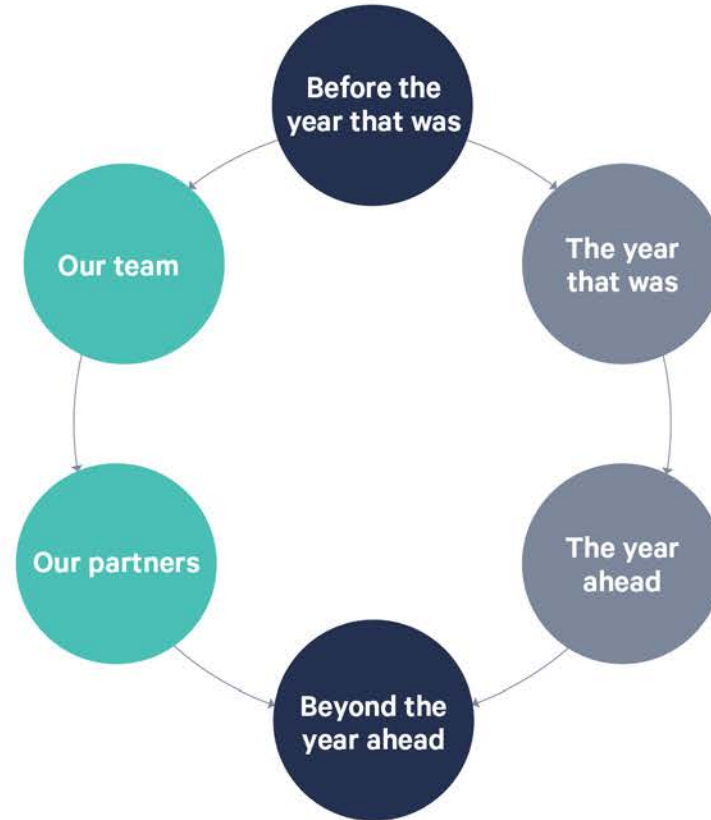 Before the
year that was
Our team
The year
that was
Our partners
The year
ahead
Beyond the
year ahead